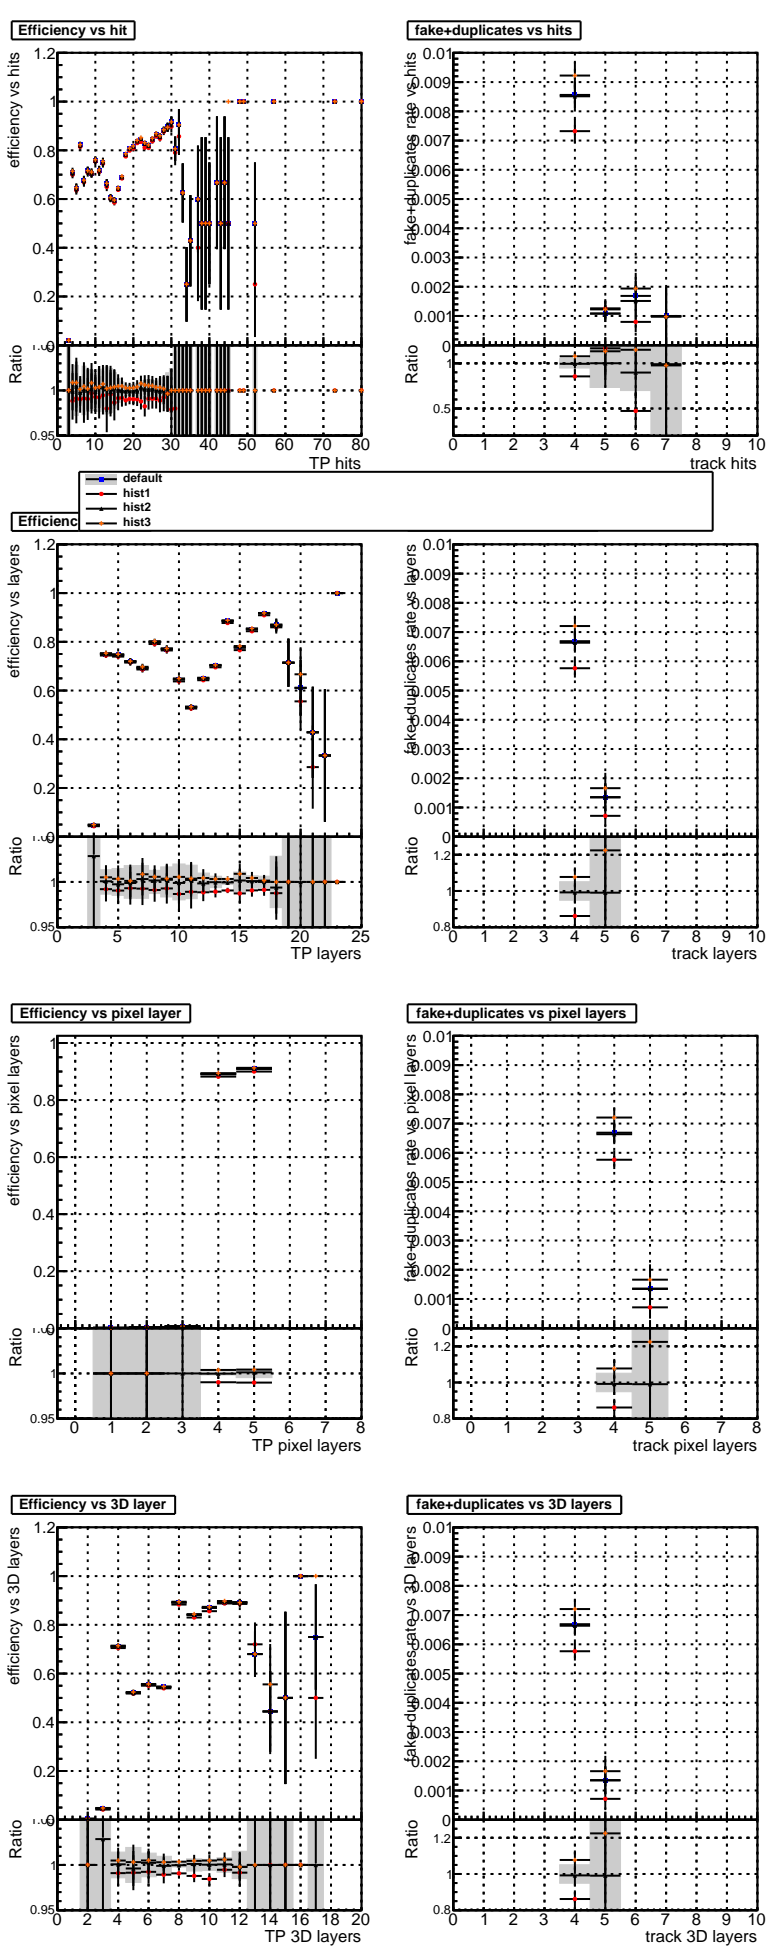 Efficiency vs hit
fake+duplicates vs hits
efficiency vs hits
1.2
1
0.8
0.6
0.4
0.2
0
Ratio
1
0.95
0 10 20 30 40 50 60 70 80
TP hits
fake+duplicates rate vs hits
0.01
0.009
0.008
0.007
0.006
0.005
0.004
0.003
0.002
0.001
0
Ratio
1
0.5
0 1 2 3 4 5 6 7 8 9 10
track hits
default
hist1
hist2
hist3
Efficienc
efficiency vs layers
1.2
1
0.8
0.6
0.4
0.2
0
Ratio
1
0.95
0 5 10 15 20 25
TP layers
fake+duplicates rate vs layers
0.01
0.009
0.008
0.007
0.006
0.005
0.004
0.003
0.002
0.001
0
Ratio
1.2
1
0.8
0 1 2 3 4 5 6 7 8 9 10
track layers
Efficiency vs pixel layer
fake+duplicates vs pixel layers
efficiency vs pixel layers
1
0.8
0.6
0.4
0.2
0
Ratio
1
0.95
0 1 2 3 4 5 6 7 8
TP pixel layers
fake+duplicates rate vs pixel layers
0.01
0.009
0.008
0.007
0.006
0.005
0.004
0.003
0.002
0.001
0
Ratio
1.2
1
0.8
0 1 2 3 4 5 6 7 8
track pixel layers
Efficiency vs 3D layer
fake+duplicates vs 3D layers
efficiency vs 3D layers
1.2
1
0.8
0.6
0.4
0.2
0
Ratio
1
0.95
0 2 4 6 8 10 12 14 16 18 20
TP 3D layers
fake+duplicates rate vs 3D layers
0.01
0.009
0.008
0.007
0.006
0.005
0.004
0.003
0.002
0.001
0
Ratio
1.2
1
0.8
0 1 2 3 4 5 6 7 8 9 10
track 3D layers